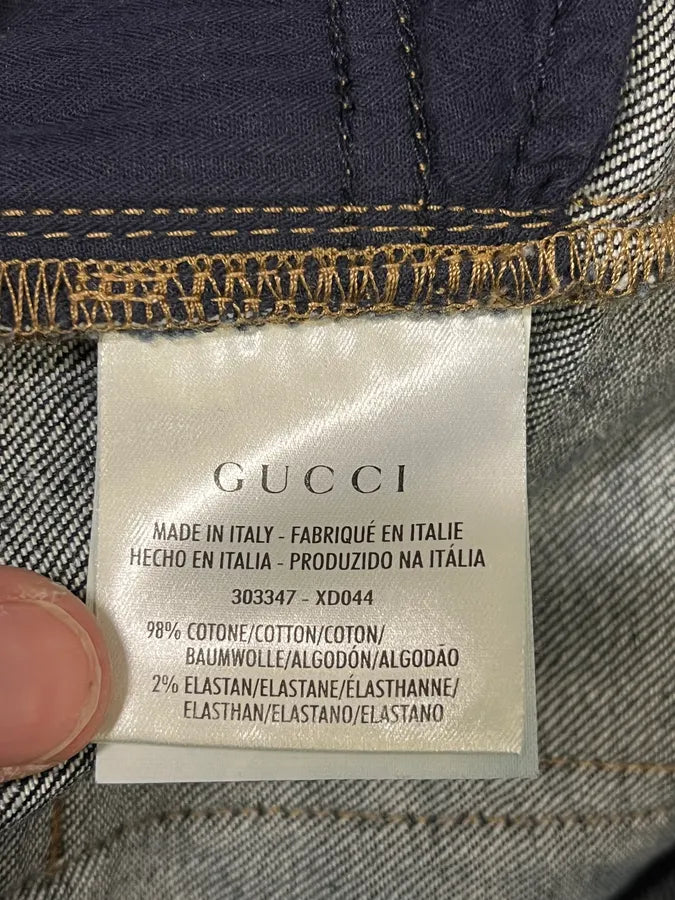 GUCCI
MADE IN ITALY - FABRIQUÉ EN ITALIE
HECHO EN ITALIA - PRODUZIDO NA ITÁLIA
303347 - XD044
98% COTONE/COTTON/COTON/
BAUMWOLLE/ALGODÓN/ALGODÃO
2% ELASTAN/ELASTANE/ÉLASTHANNE/
ELASTHAN/ELASTANO/ELASTANO